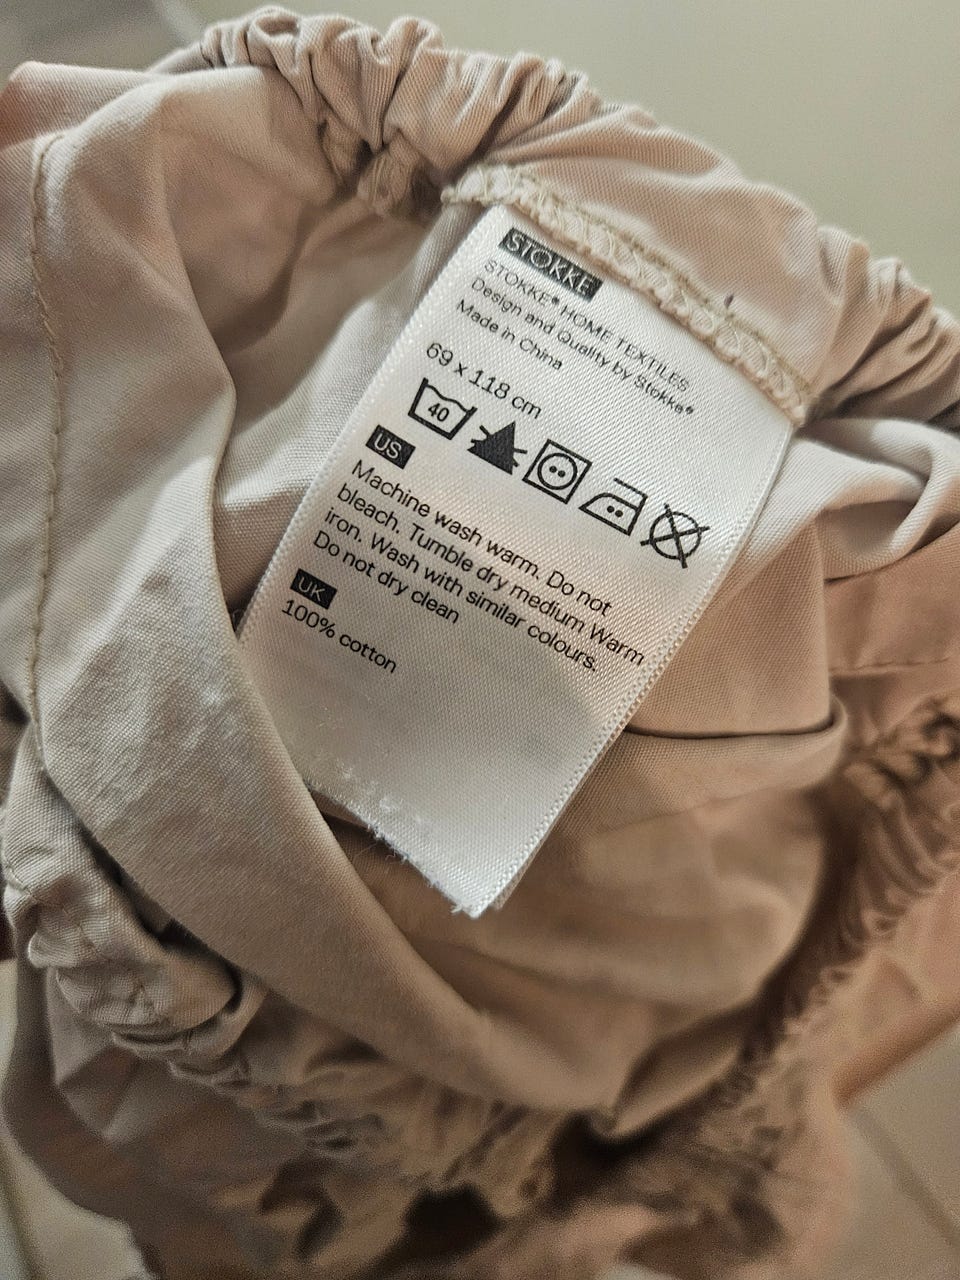 STOKKE
STOKKE® HOME TEXTILES
Design and Quality by Stokke®
Made in China
69 x 118 cm
40
US
Machine wash warm. Do not
bleach. Tumble dry medium Warm
iron. Wash with similar colours.
Do not dry clean
UK
100% cotton